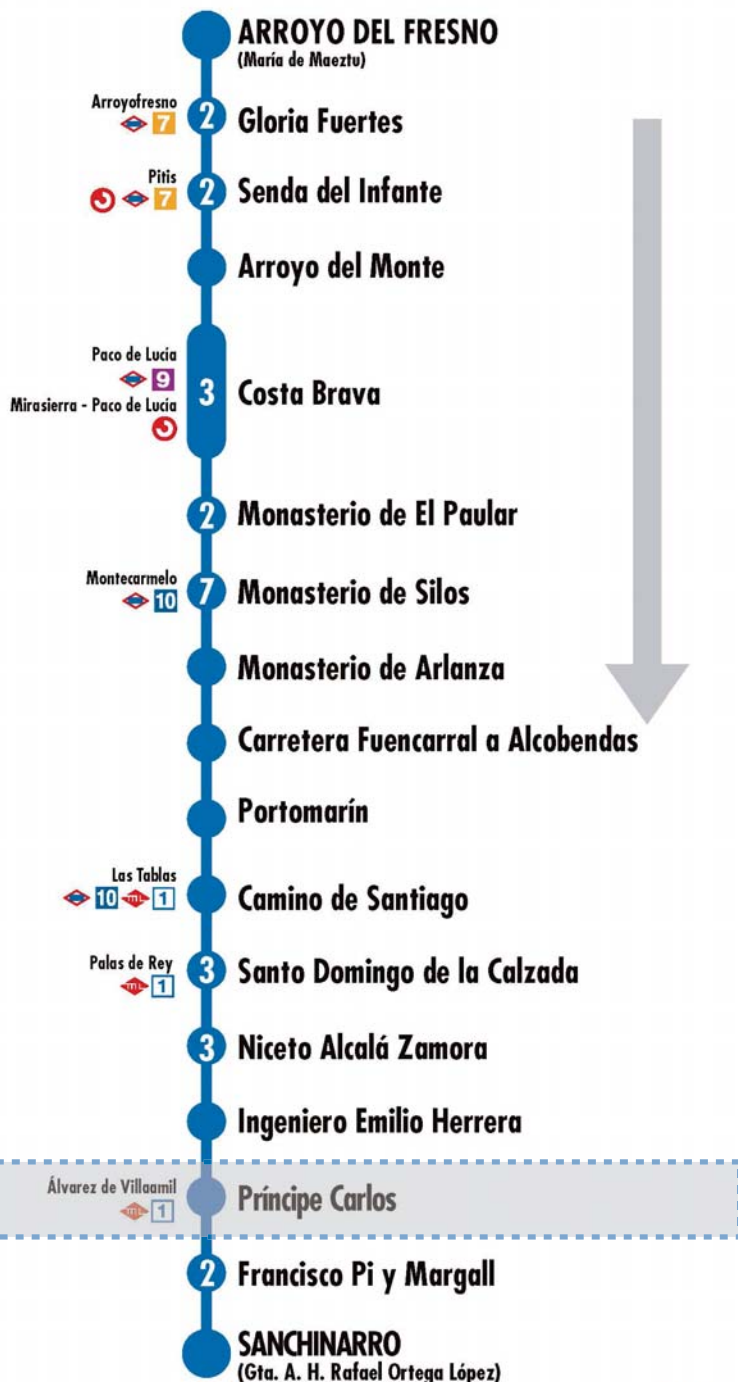 ARROYO DEL FRESNO
(María de Maeztu)
Arroyofresno
7
2
Gloria Fuertes
Pitis
7
2
Senda del Infante
Arroyo del Monte
Paco de Lucía
9
Mirasierra - Paco de Lucía
3
Costa Brava
2
Monasterio de El Paular
Montecarmelo
10
7
Monasterio de Silos
Monasterio de Arlanza
Carretera Fuencarral a Alcobendas
Portomarín
Las Tablas
10 ML 1
Camino de Santiago
Palas de Rey
ML 1
3
Santo Domingo de la Calzada
3
Niceto Alcalá Zamora
Ingeniero Emilio Herrera
Álvarez de Villaamil
ML 1
Príncipe Carlos
2
Francisco Pi y Margall
SANCHINARRO
(Gta. A. H. Rafael Ortega López)